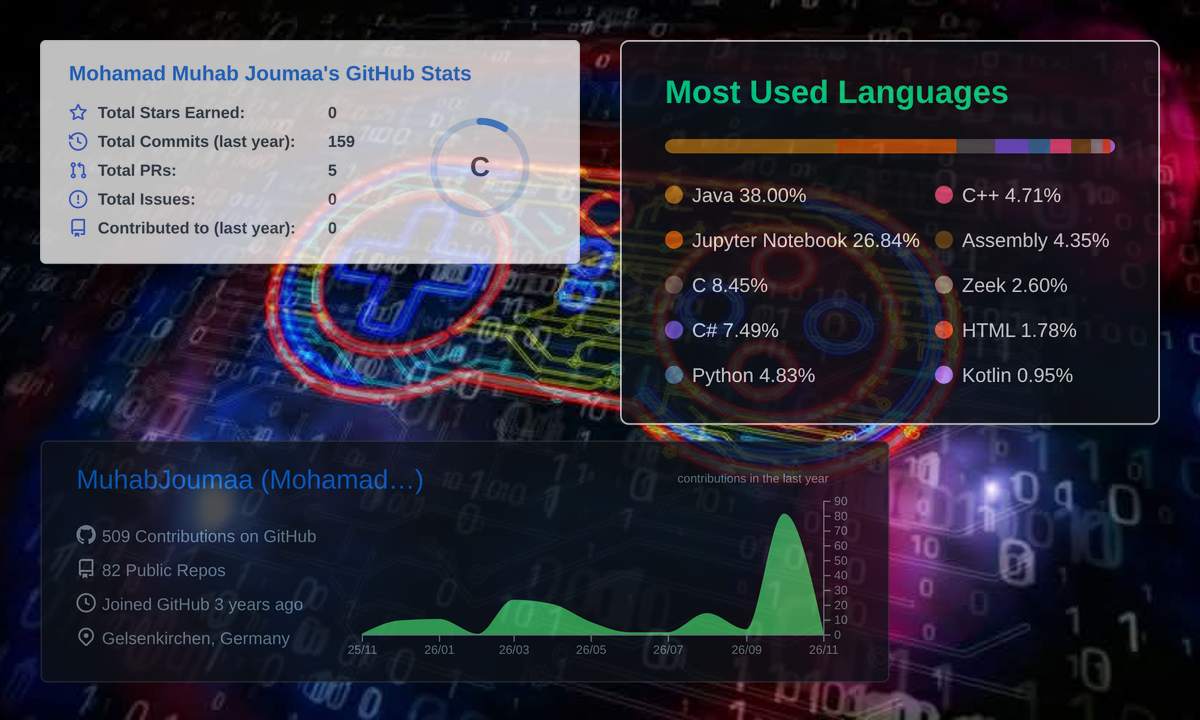 Mohamad Muhab Joumaa's GitHub Stats
Total Stars Earned: 0
Total Commits (last year): 159
Total PRs: 5
Total Issues: 0
Contributed to (last year): 0
C
Most Used Languages
Java 38.00%
Jupyter Notebook 26.84%
C 8.45%
C# 7.49%
Python 4.83%
C++ 4.71%
Assembly 4.35%
Zeek 2.60%
HTML 1.78%
Kotlin 0.95%
MuhabJoumaa (Mohamad...)
509 Contributions on GitHub
82 Public Repos
Joined GitHub 3 years ago
Gelsenkirchen, Germany
contributions in the last year
90
80
70
60
50
40
30
20
10
0
25/11 26/01 26/03 26/05 26/07 26/09 26/11